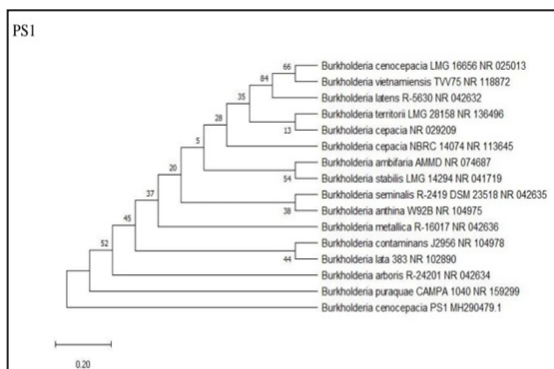 PS1
66
Burkholderia cenocepacia LMG 16656 NR 025013
84
Burkholderia vietnamiensis TVV75 NR 118872
35
Burkholderia latens R-5630 NR 042632
28
Burkholderia territorii LMG 28158 NR 136496
13
Burkholderia cepacia NR 029209
5
Burkholderia cepacia NBRC 14074 NR 113645
20
Burkholderia ambifaria AMMD NR 074687
54
Burkholderia stabilis LMG 14294 NR 041719
37
Burkholderia seminalis R-2419 DSM 23518 NR 042635
38
Burkholderia anthina W92B NR 104975
45
Burkholderia metallica R-16017 NR 042636
52
Burkholderia contaminans J2956 NR 104978
44
Burkholderia lata 383 NR 102890
Burkholderia arboris R-24201 NR 042634
Burkholderia puraquae CAMPA 1040 NR 159299
Burkholderia cenocepacia PS1 MH290479.1
0.20